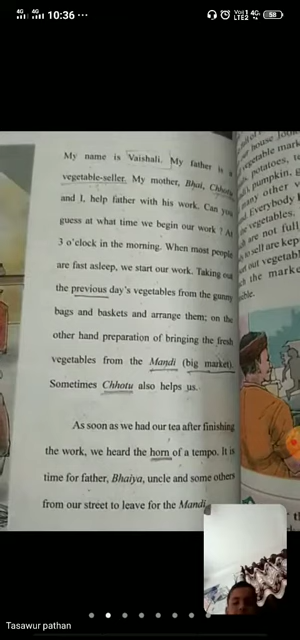 10:36
58
My name is Vaishali. My father is a
vegetable-seller. My mother, Bhai, Chhotu
and I, help father with his work. Can you
guess at what time we begin our work ? At
3 o'clock in the morning. When most people
are fast asleep, we start our work. Taking out
the previous day's vegetables from the gunny
bags and baskets and arrange them; on the
other hand preparation of bringing the fresh
vegetables from the Mandi (big market).
Sometimes Chhotu also helps us.
As soon as we had our tea after finishing
the work, we heard the horn of a tempo. It is
time for father, Bhaiya, uncle and some others
from our street to leave for the Mandi.
Tasawur pathan